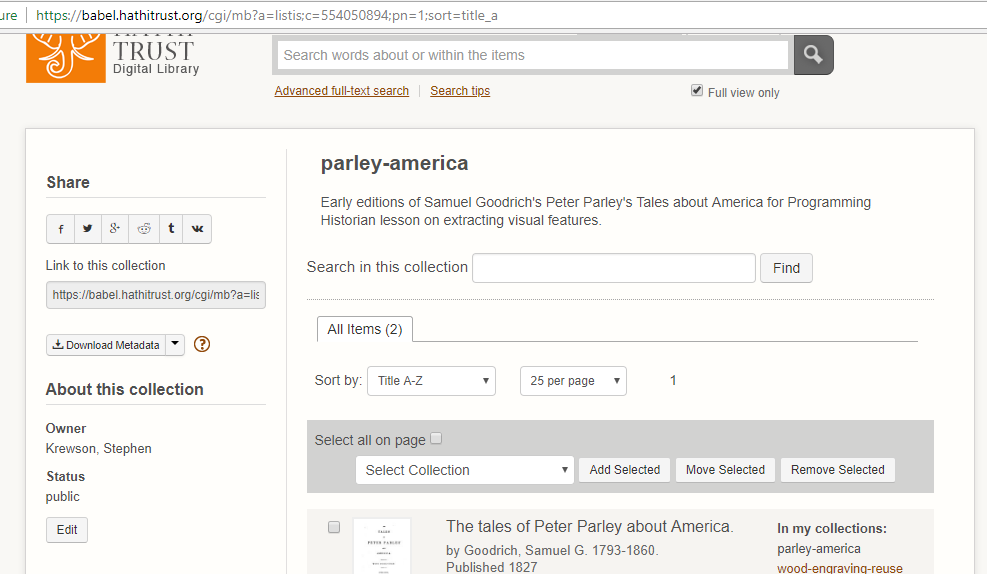 ure https://babel.hathitrust.org/cgi/mb?a=listis;c=554050894;pn=1;sort=title_a
TRUST
Digital Library
Search words about or within the items
Advanced full-text search | Search tips
Full view only
parley-america
Early editions of Samuel Goodrich's Peter Parley's Tales about America for Programming
Historian lesson on extracting visual features.
Share
Link to this collection
https://babel.hathitrust.org/cgi/mb?a=lis
Download Metadata
?
About this collection
Owner
Krewson, Stephen
Status
public
Edit
Search in this collection
Find
All Items (2)
Sort by: Title A-Z 25 per page 1
Select all on page
Select Collection Add Selected Move Selected Remove Selected
The tales of Peter Parley about America.
by Goodrich, Samuel G. 1793-1860.
Published 1827
In my collections:
parley-america
wood-engraving-reuse
TALES
PETER PARLEY